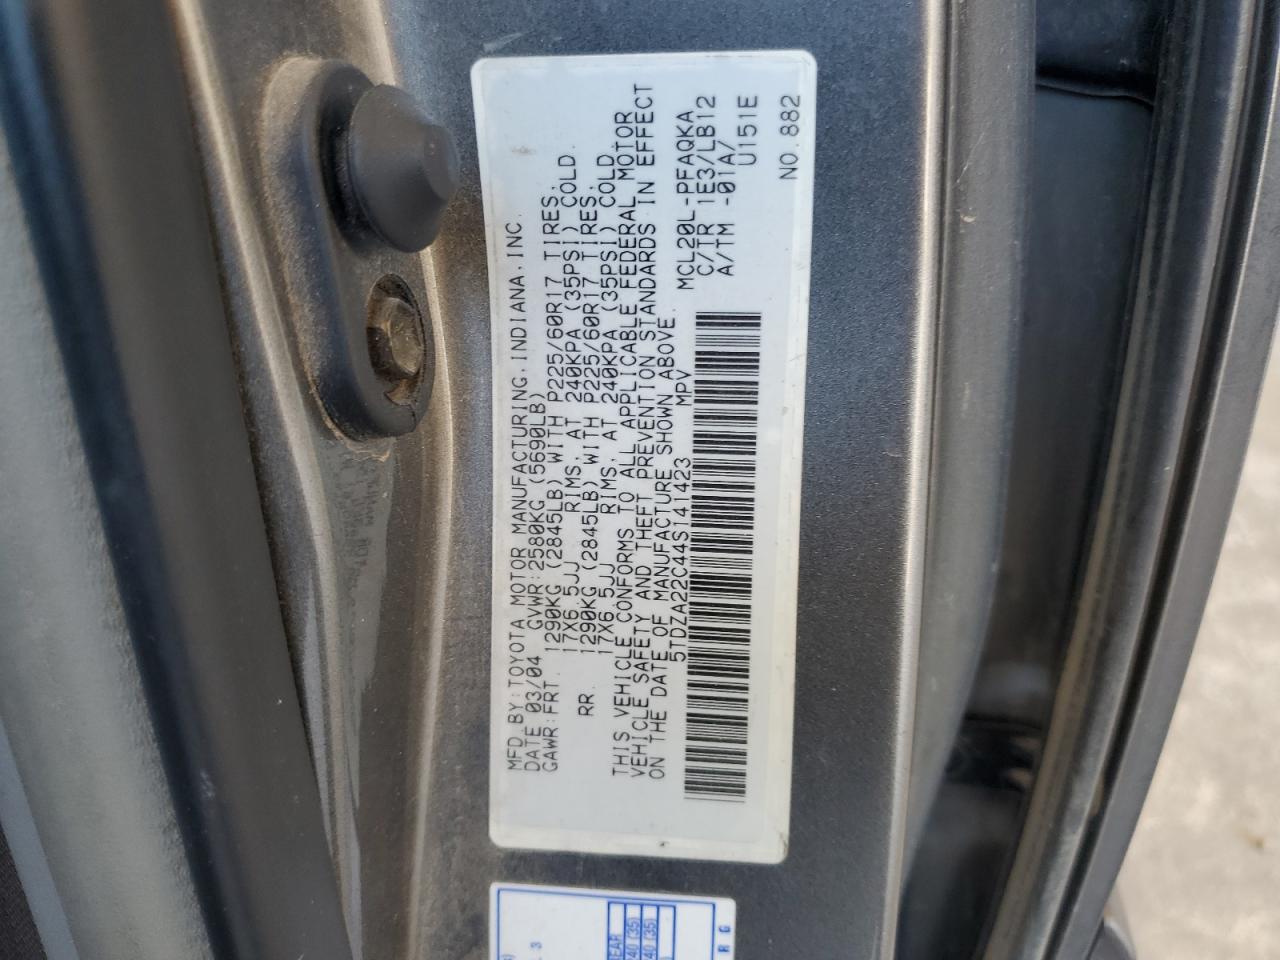 MFD.BY:TOYOTA MOTOR MANUFACTURING,INDIANA,INC.
DATE 03/04 GVWR:2580KG (5690LB)
GAWR:FRT. 1290KG (2845LB) WITH P225/60R17 TIRES,
17X6.5JJ RIMS, AT 240KPA (35PSI) COLD.
RR. 1290KG (2845LB) WITH P225/60R17 TIRES,
17X6.5JJ RIMS, AT 240KPA (35PSI) COLD.
THIS VEHICLE CONFORMS TO ALL APPLICABLE FEDERAL MOTOR
VEHICLE SAFETY AND THEFT PREVENTION STANDARDS IN EFFECT
ON THE DATE OF MANUFACTURE SHOWN ABOVE.
5TDZA22C44S141423 MPV MCL20L-PFAQKA
C/TR 1E3/LB12
A/TM -01A/
U151E
NO.882